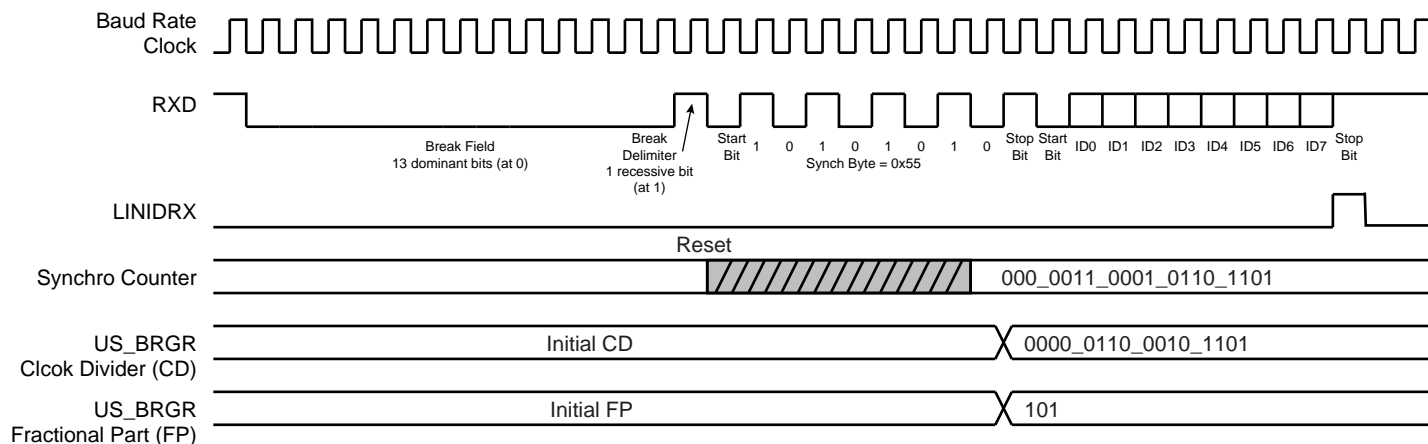 Baud Rate
Clock
RXD
Break Field
13 dominant bits (at 0)
Break
Delimiter
1 recessive bit
(at 1)
Start
Bit
1 0 1 0 1 0 1 0
Synch Byte = 0x55
Stop
Bit
Start
Bit
ID0 ID1 ID2 ID3 ID4 ID5 ID6 ID7
Stop
Bit
LINIDRX
Reset
Synchro Counter
000_0011_0001_0110_1101
US_BRGR
Clcok Divider (CD)
Initial CD
0000_0110_0010_1101
US_BRGR
Fractional Part (FP)
Initial FP
101